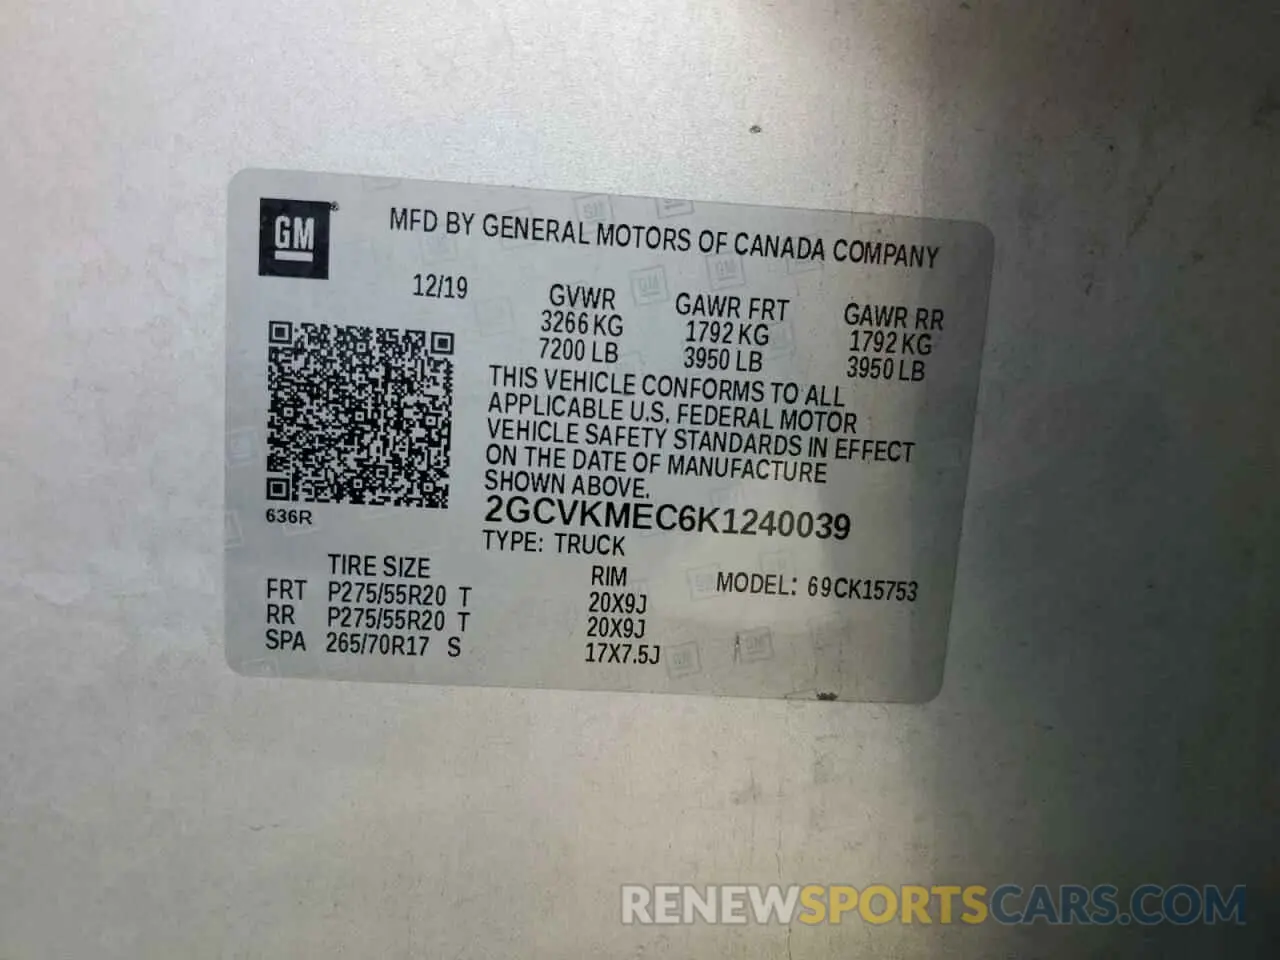 GM ®
MFD BY GENERAL MOTORS OF CANADA COMPANY
12/19
GVWR GAWR FRT GAWR RR
3266 KG 1792 KG 1792 KG
7200 LB 3950 LB 3950 LB
THIS VEHICLE CONFORMS TO ALL
APPLICABLE U.S. FEDERAL MOTOR
VEHICLE SAFETY STANDARDS IN EFFECT
ON THE DATE OF MANUFACTURE
SHOWN ABOVE.
636R
2GCVKMEC6K1240039
TYPE: TRUCK
TIRE SIZE RIM MODEL: 69CK15753
FRT P275/55R20 T 20X9J
RR P275/55R20 T 20X9J
SPA 265/70R17 S 17X7.5J
RENEWSPORTSCARS.COM